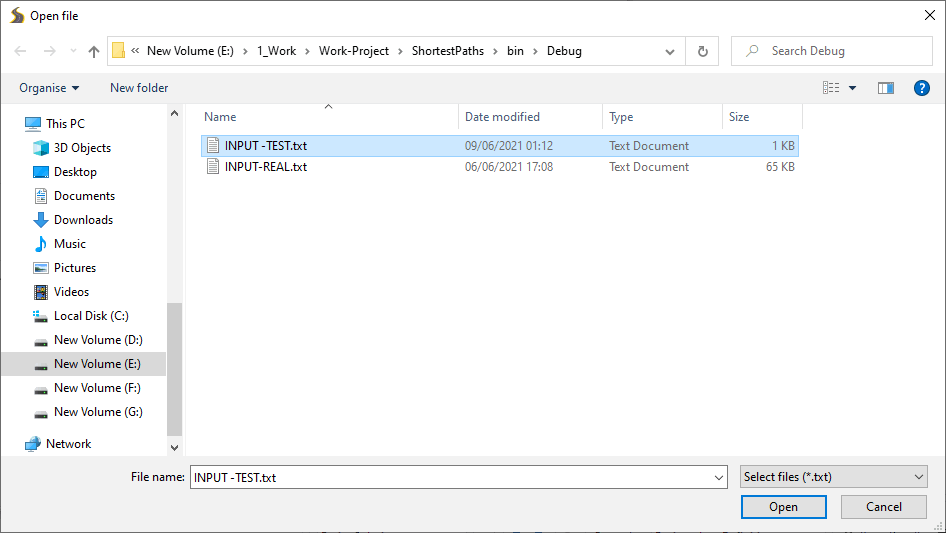 Open file
« New Volume (E:) > 1_Work > Work-Project > ShortestPaths > bin > Debug
Search Debug
Organise
New folder
Name Date modified Type Size
INPUT -TEST.txt 09/06/2021 01:12 Text Document 1 KB
INPUT-REAL.txt 06/06/2021 17:08 Text Document 65 KB
This PC
3D Objects
Desktop
Documents
Downloads
Music
Pictures
Videos
Local Disk (C:)
New Volume (D:)
New Volume (E:)
New Volume (F:)
New Volume (G:)
Network
File name: INPUT -TEST.txt
Select files (*.txt)
Open
Cancel